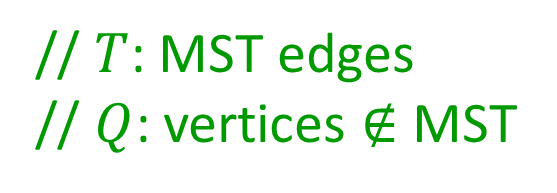 // T: MST edges
// Q: vertices ∉ MST